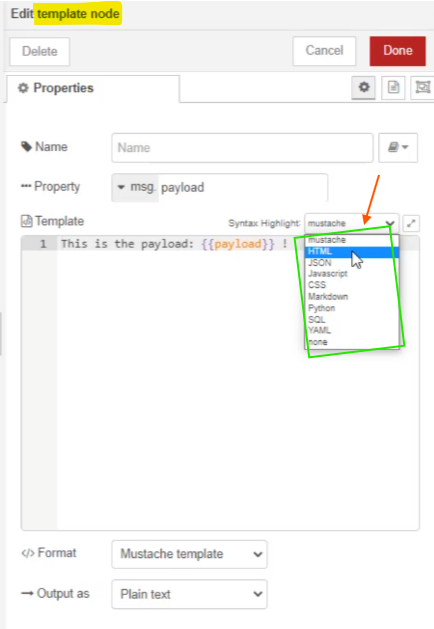 Edit template node
Delete
Cancel
Done
Properties
Name
Name
Property
msg. payload
Template
Syntax Highlight: mustache
1 This is the payload: {{payload}} !
mustache
HTML
JSON
Javascript
CSS
Markdown
Python
SQL
YAML
none
</> Format
Mustache template
Output as
Plain text